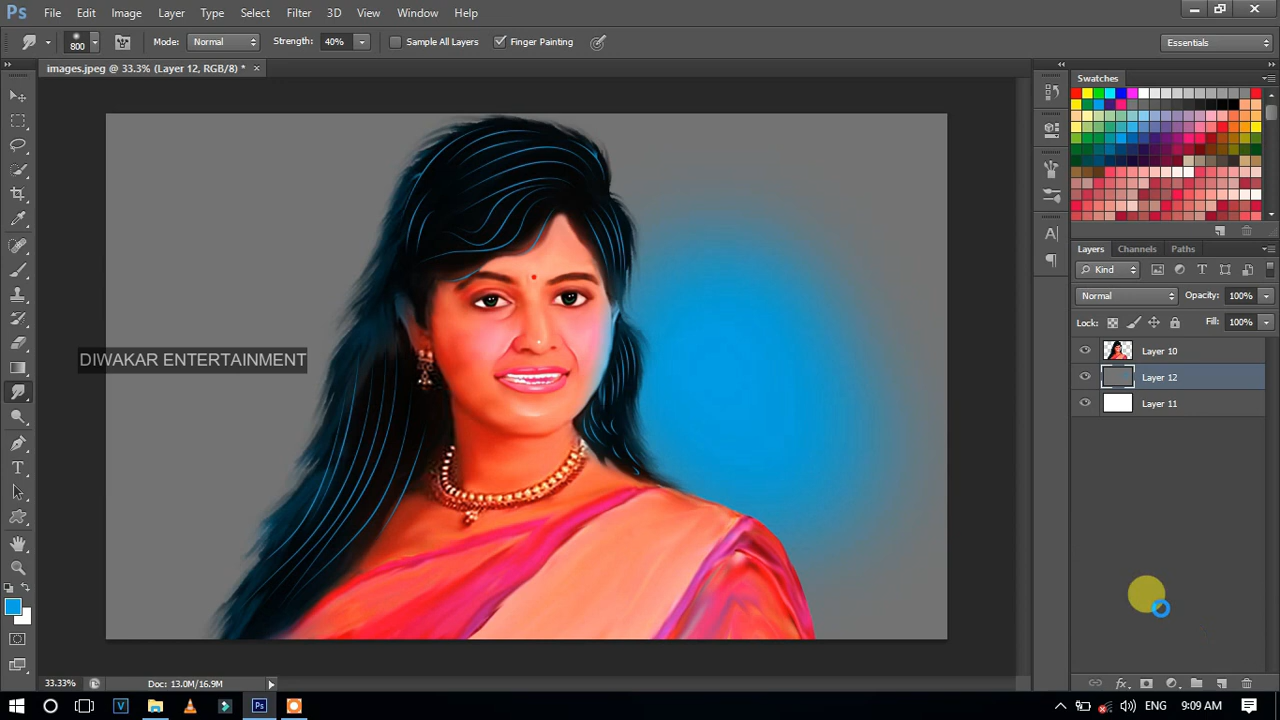 Ps File Edit Image Layer Type Select Filter 3D View Window Help
800 Mode: Normal Strength: 40% Sample All Layers Finger Painting Essentials
images.jpeg @ 33.3% (Layer 12, RGB/8) * ×
Swatches
Layers Channels Paths
Kind
Normal Opacity: 100%
Lock: Fill: 100%
Layer 10
Layer 12
Layer 11
DIWAKAR ENTERTAINMENT
33.33% Doc: 13.0M/16.9M
ENG 9:09 AM